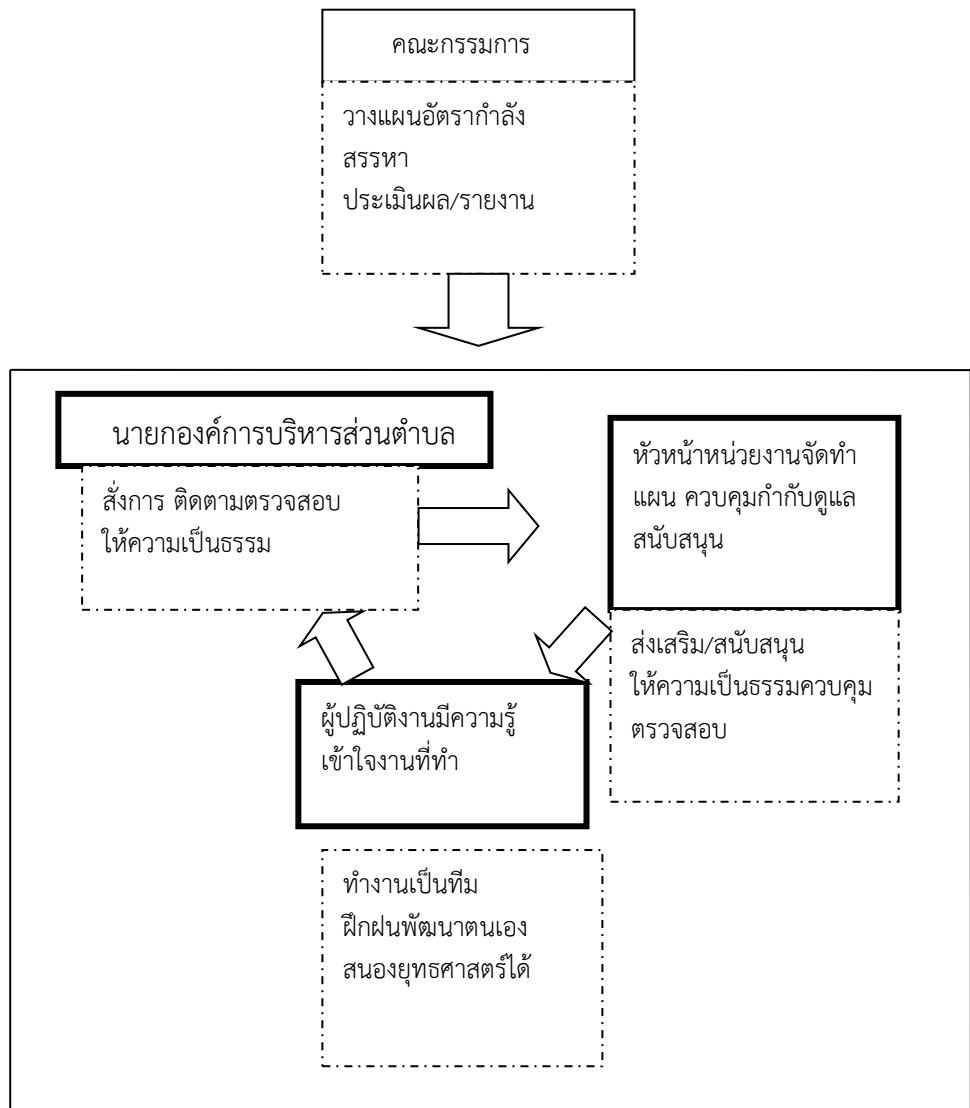 คณะกรรมการ
วางแผนอัตรากำลัง
สรรหา
ประเมินผล/รายงาน
นายกองค์การบริหารส่วนตำบล
สั่งการ ติดตามตรวจสอบ
ให้ความเป็นธรรม
หัวหน้าหน่วยงานจัดทำ
แผน ควบคุมกำกับดูแล
สนับสนุน
ส่งเสริม/สนับสนุน
ให้ความเป็นธรรมควบคุม
ตรวจสอบ
ผู้ปฏิบัติงานมีความรู้
เข้าใจงานที่ทำ
ทำงานเป็นทีม
ฝึกฝนพัฒนาตนเอง
สนองยุทธศาสตร์ได้